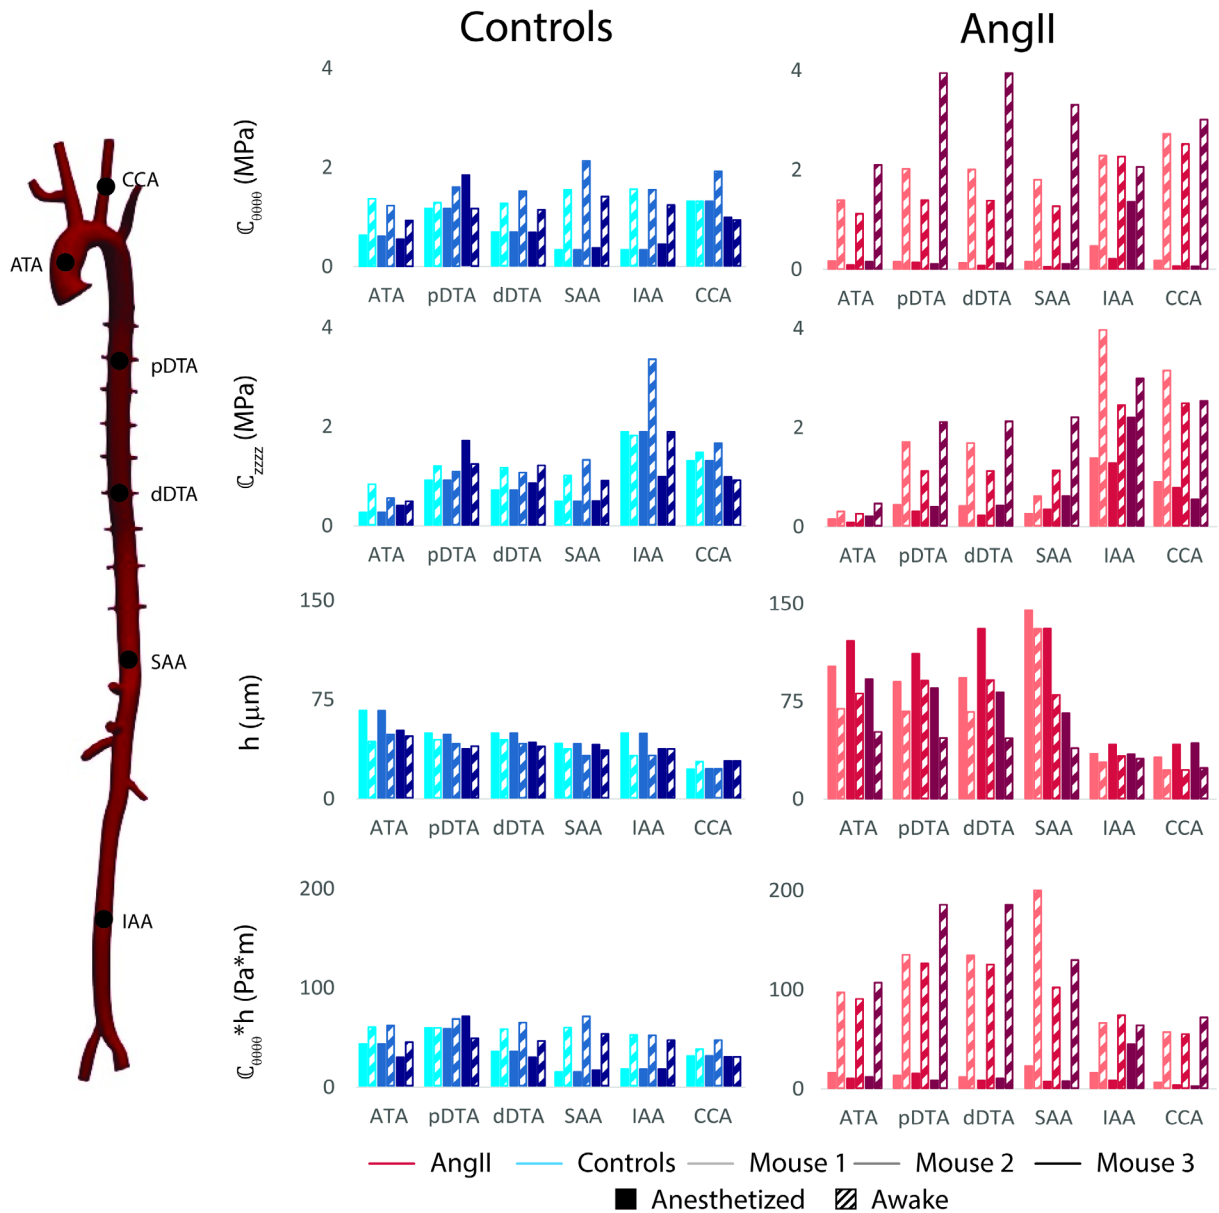 Controls
AngII
CCA
ATA
pDTA
dDTA
SAA
IAA
ℂθθθθ (MPa)
4
2
0
ATA pDTA dDTA SAA IAA CCA
4
2
0
ATA pDTA dDTA SAA IAA CCA
ℂzzzz (MPa)
4
2
0
ATA pDTA dDTA SAA IAA CCA
4
2
0
ATA pDTA dDTA SAA IAA CCA
h (μm)
150
75
0
ATA pDTA dDTA SAA IAA CCA
150
75
0
ATA pDTA dDTA SAA IAA CCA
ℂθθθθ*h (Pa*m)
200
100
0
ATA pDTA dDTA SAA IAA CCA
200
100
0
ATA pDTA dDTA SAA IAA CCA
AngII Controls Mouse 1 Mouse 2 Mouse 3
Anesthetized Awake